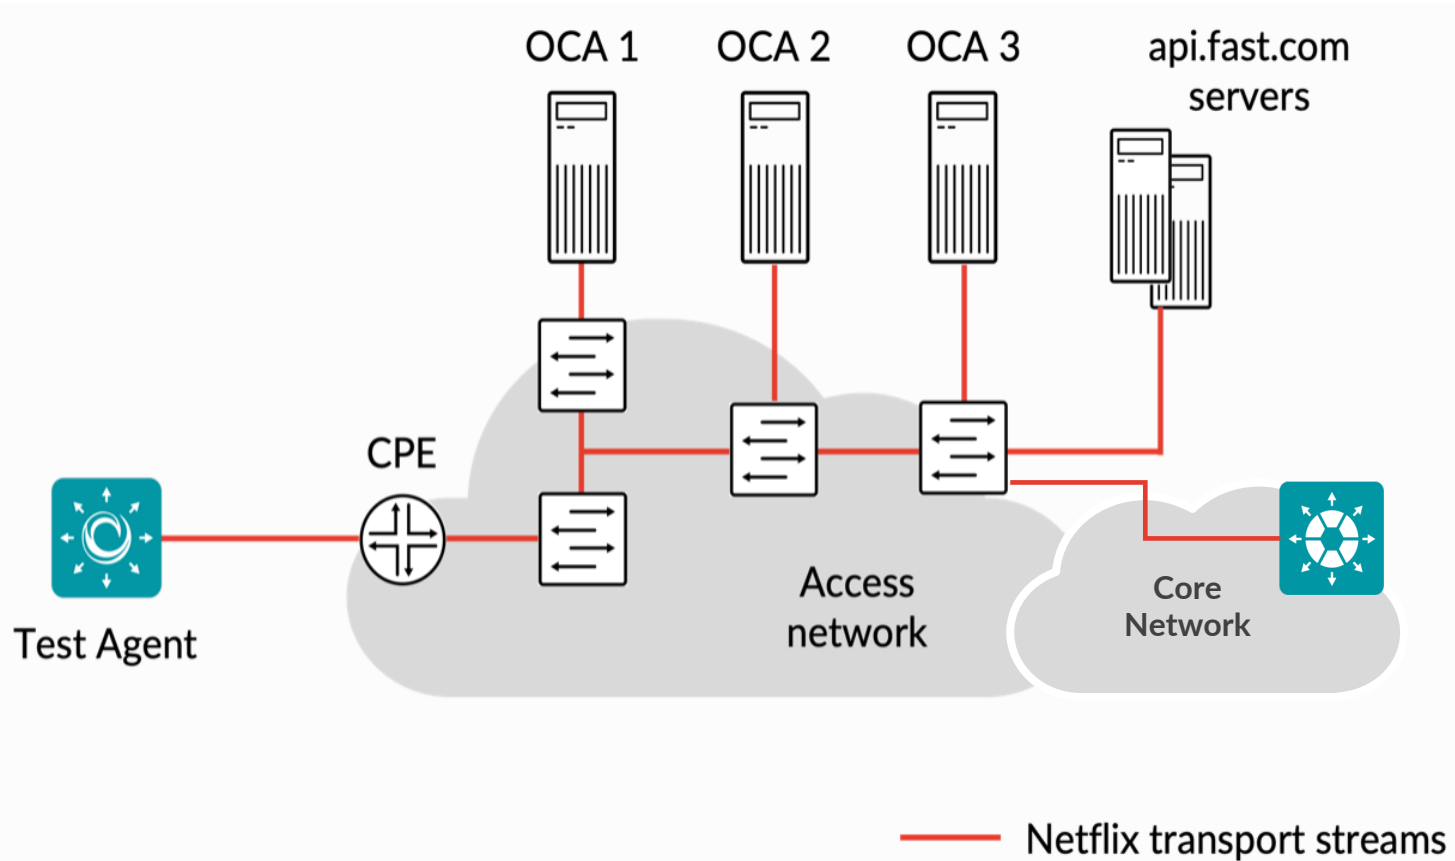 OCA 1
OCA 2
OCA 3
api.fast.com
servers
CPE
Test Agent
Access
network
Core
Network
Netflix transport streams